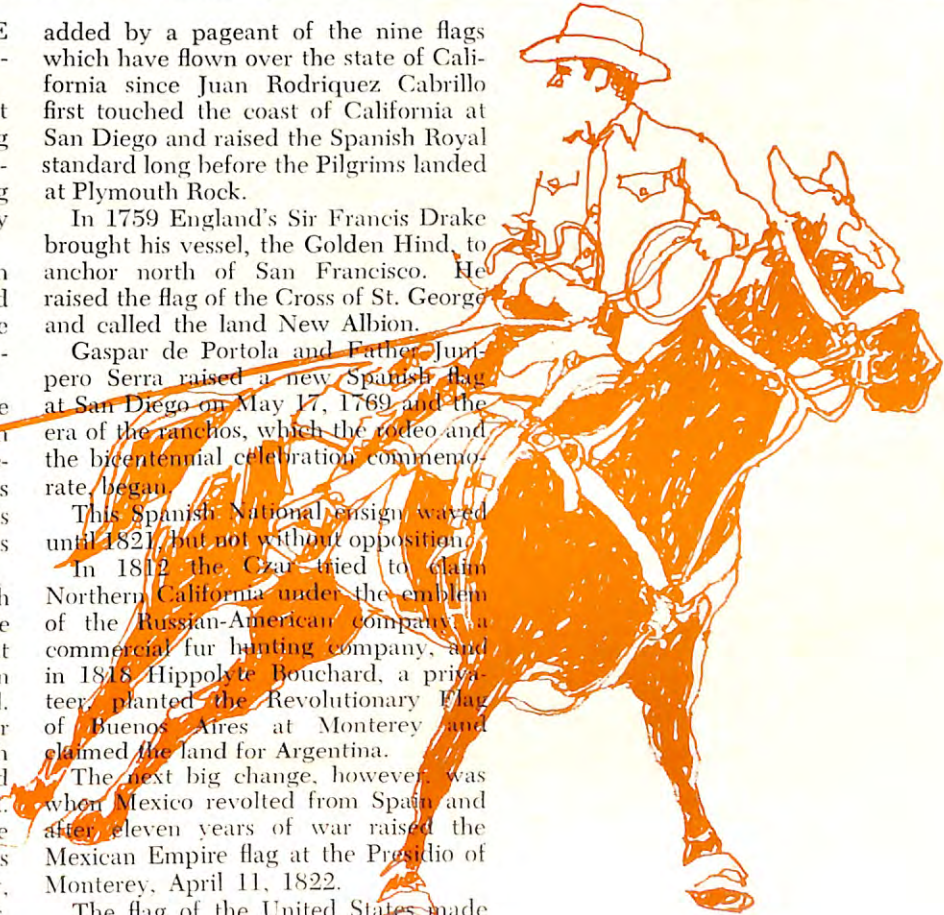 E
-
t
g
-
g
y
n
d
e
-
e
n
-
s
s
s
h
e
t
n
l.
r
n
d
.
e
s
,
added by a pageant of the nine flags
which have flown over the state of Cali-
fornia since Juan Rodriquez Cabrillo
first touched the coast of California at
San Diego and raised the Spanish Royal
standard long before the Pilgrims landed
at Plymouth Rock.
In 1759 England's Sir Francis Drake
brought his vessel, the Golden Hind, to
anchor north of San Francisco. He
raised the flag of the Cross of St. George
and called the land New Albion.
Gaspar de Portola and Father Juni-
pero Serra raised a new Spanish flag
at San Diego on May 17, 1769 and the
era of the ranchos, which the rodeo and
the bicentennial celebration commemo-
rate, began.
This Spanish National ensign waved
until 1821, but not without opposition.
In 1812 the Czar tried to claim
Northern California under the emblem
of the Russian-American company, a
commercial fur hunting company, and
in 1818 Hippolyte Bouchard, a priva-
teer, planted the Revolutionary Flag
of Buenos Aires at Monterey and
claimed the land for Argentina.
The next big change, however, was
when Mexico revolted from Spain and
after eleven years of war raised the
Mexican Empire flag at the Presidio of
Monterey, April 11, 1822.
The flag of the United States made